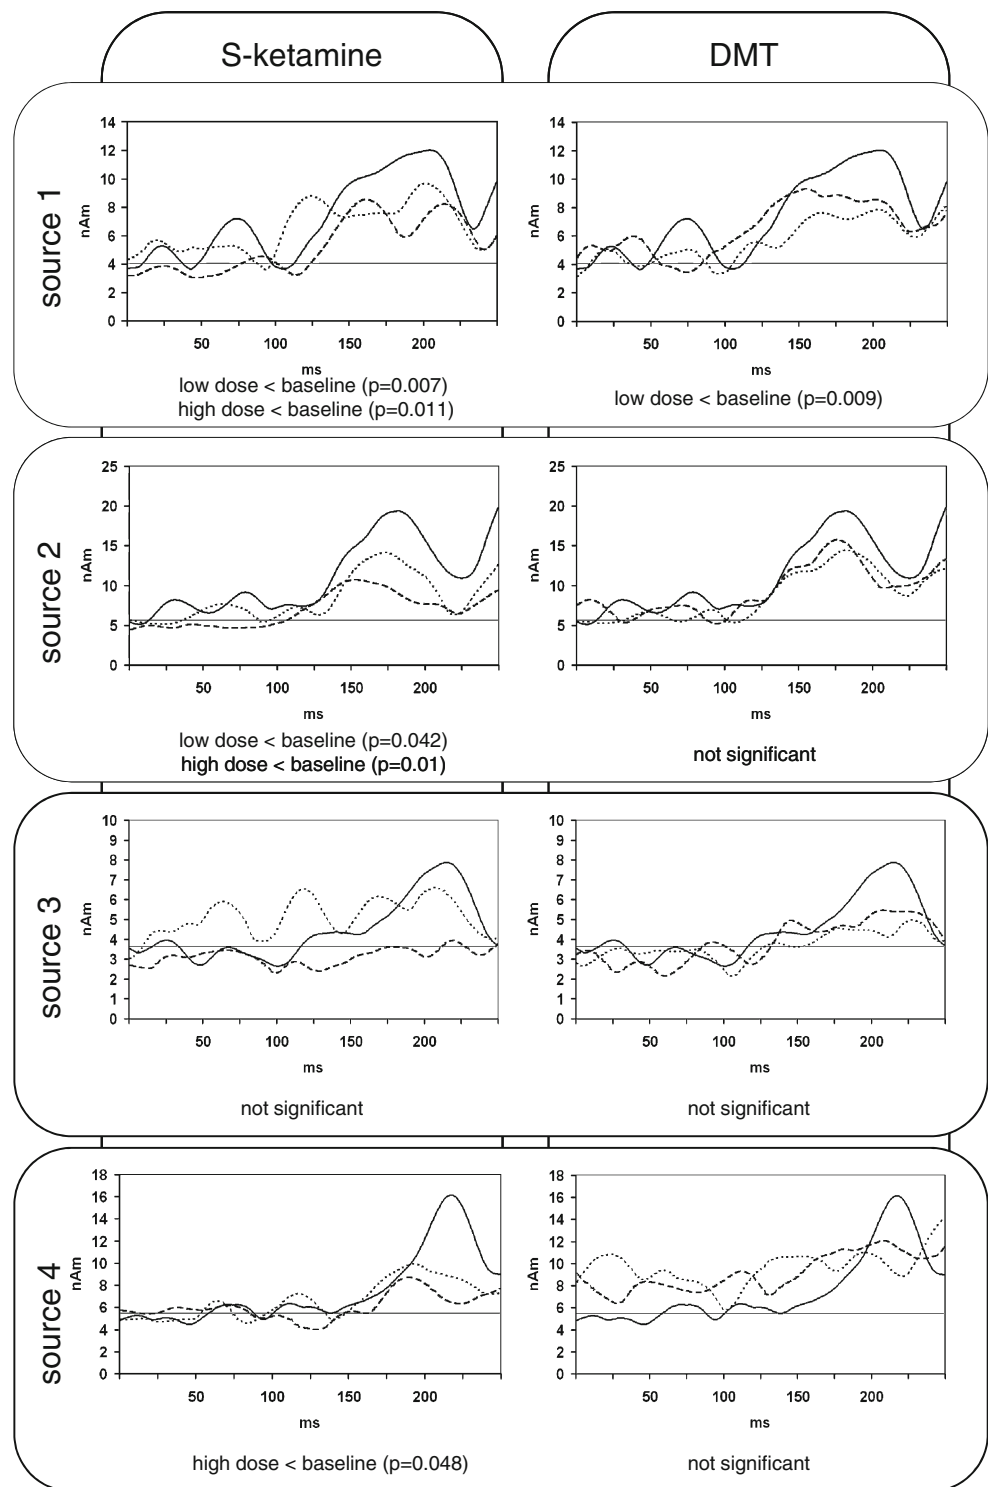 S-ketamine
DMT
source 1
14
12
10
8
6
4
2
0
nAm
50 100 150 200
ms
low dose < baseline (p=0.007)
high dose < baseline (p=0.011)
14
12
10
8
6
4
2
0
nAm
50 100 150 200
ms
low dose < baseline (p=0.009)
source 2
25
20
15
10
5
0
nAm
50 100 150 200
ms
low dose < baseline (p=0.042)
high dose < baseline (p=0.01)
25
20
15
10
5
0
nAm
50 100 150 200
ms
not significant
source 3
10
9
8
7
6
5
4
3
2
1
0
nAm
50 100 150 200
ms
not significant
10
9
8
7
6
5
4
3
2
1
0
nAm
50 100 150 200
ms
not significant
source 4
18
16
14
12
10
8
6
4
2
0
nAm
50 100 150 200
ms
high dose < baseline (p=0.048)
18
16
14
12
10
8
6
4
2
0
nAm
50 100 150 200
ms
not significant